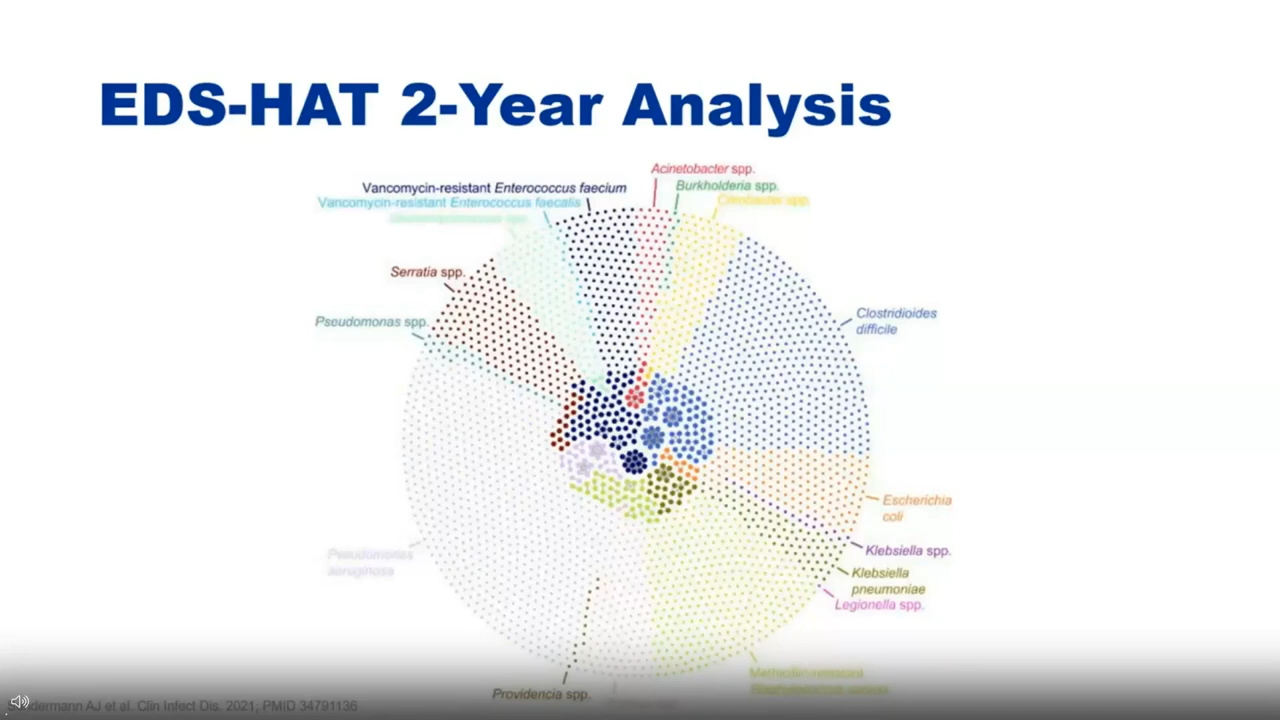 EDS-HAT 2-Year Analysis
Acinetobacter spp.
Vancomycin-resistant Enterococcus faecium
Burkholderia spp.
Vancomycin-resistant Enterococcus faecalis
Citrobacter spp.
Serratia spp.
Pseudomonas spp.
Clostridioides
difficile
Escherichia
coli
Klebsiella spp.
Pseudomonas
aeruginosa
Klebsiella
pneumoniae
Legionella spp.
Methicillin-resistant
Providencia spp.
AJ et al. Clin Infect Dis. 2021; PMID 34791136